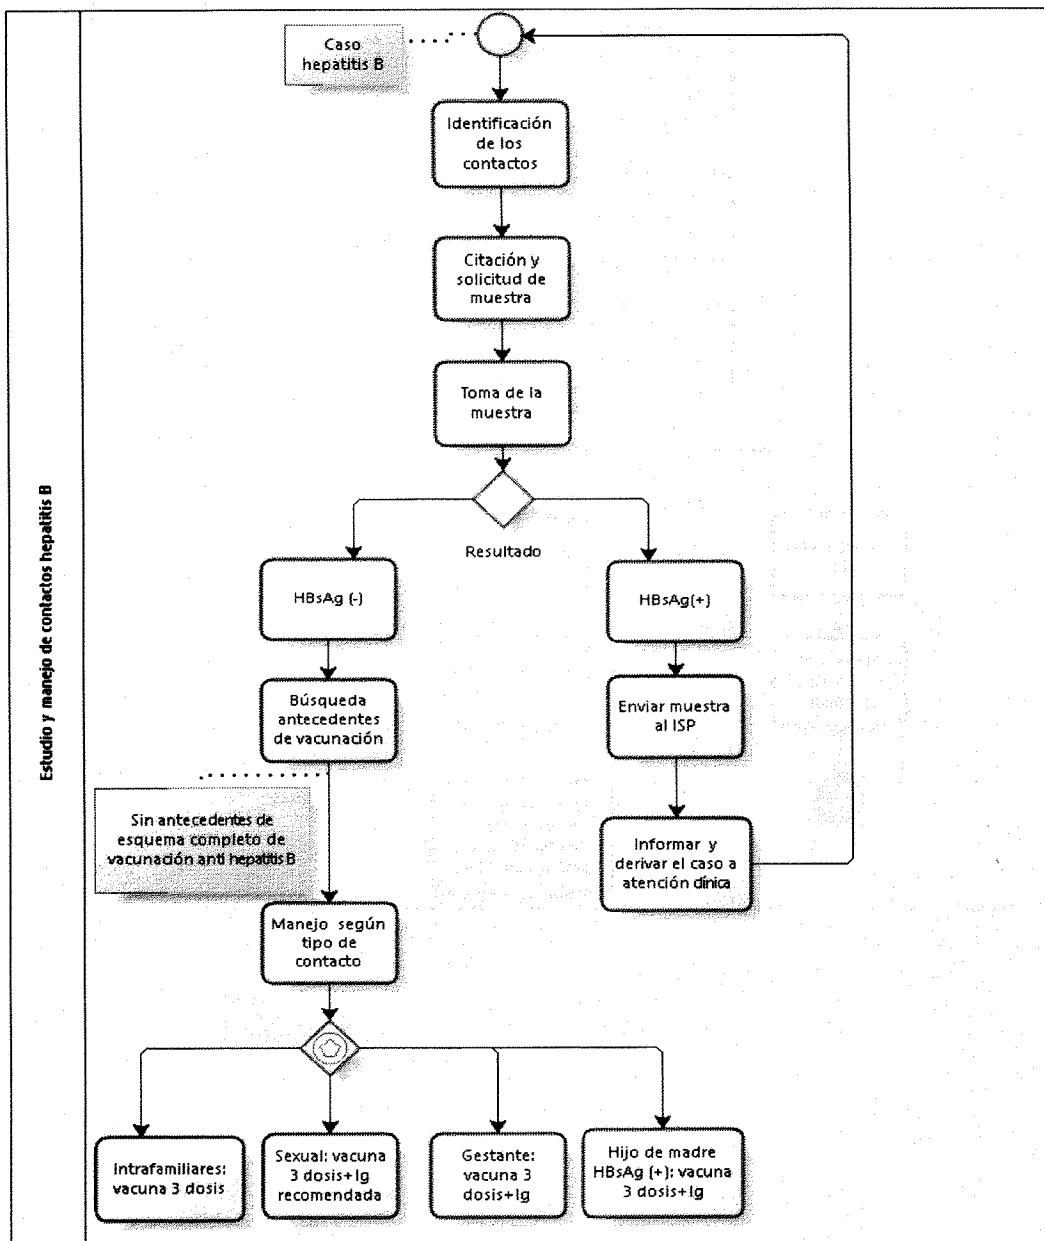 Caso
hepatitis B
Identificación
de los
contactos
Citación y
solicitud de
muestra
Toma de la
muestra
Resultado
HBsAg (-)
HBsAg(+)
Búsqueda
antecedentes
de vacunación
Enviar muestra
al ISP
Sin antecedentes de
esquema completo de
vacunación anti hepatitis B
Informar y
derivar el caso a
atención clínica
Manejo según
tipo de
contacto
Intrafamiliares:
vacuna 3 dosis
Sexual: vacuna
3 dosis+Ig
recomendada
Gestante:
vacuna 3
dosis+Ig
Hijo de madre
HBsAg (+): vacuna
3 dosis+Ig
Estudio y manejo de contactos hepatitis B